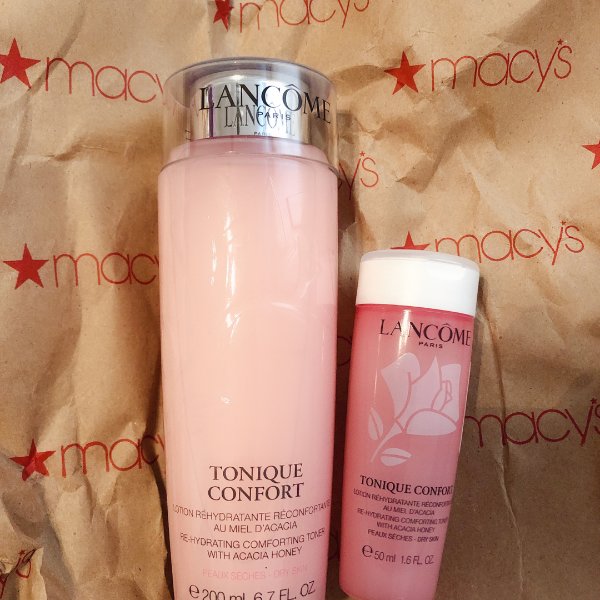 macy's
macy's
macy's
macy's
macy's
macy's
LANCÔME
PARIS
LANCÔME
PARIS
TONIQUE
CONFORT
LOTION RÉHYDRATANTE RÉCONFORTANTE
AU MIEL D'ACACIA
RE-HYDRATING COMFORTING TONER
WITH ACACIA HONEY
PEAUX SÈCHES - DRY SKIN
e 200 ml 6.7 FL. OZ
LANCÔME
PARIS
TONIQUE CONFORT
LOTION RÉHYDRATANTE RÉCONFORTANTE
AU MIEL D'ACACIA
RE-HYDRATING COMFORTING TONER
WITH ACACIA HONEY
PEAUX SÈCHES - DRY SKIN
e 50 ml 1.6 FL. OZ
macy's
macy's